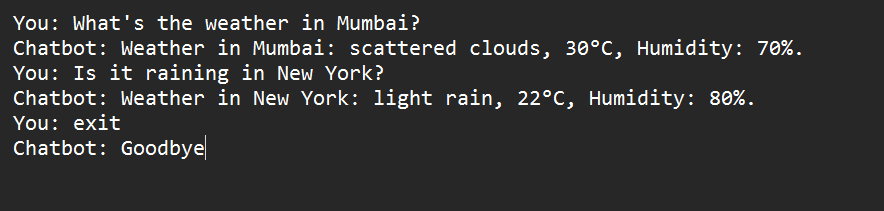 You: What's the weather in Mumbai?
Chatbot: Weather in Mumbai: scattered clouds, 30°C, Humidity: 70%.
You: Is it raining in New York?
Chatbot: Weather in New York: light rain, 22°C, Humidity: 80%.
You: exit
Chatbot: Goodbye